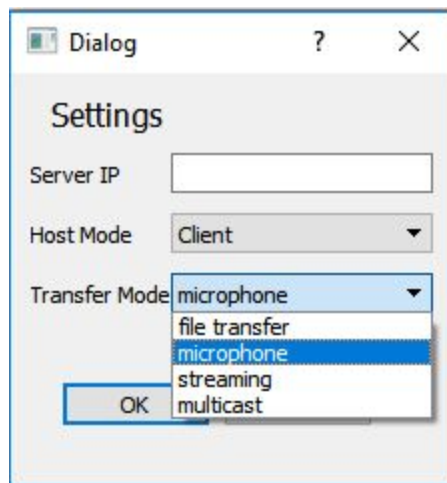 Dialog ?
Settings
Server IP
Host Mode Client
Transfer Mode microphone
file transfer
microphone
streaming
OK multicast